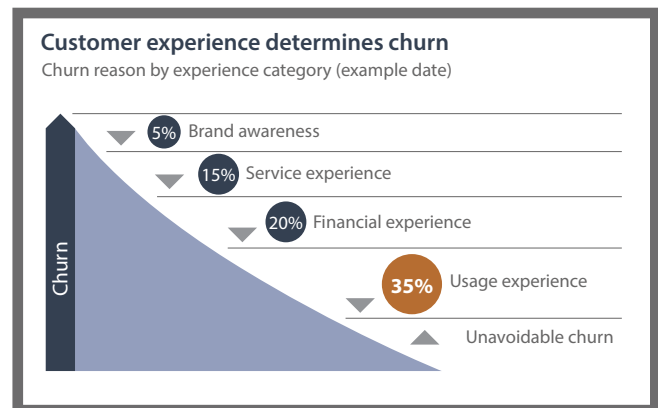 Customer experience determines churn
Churn reason by experience category (example date)
5% Brand awareness
15% Service experience
20% Financial experience
35% Usage experience
Unavoidable churn
Churn